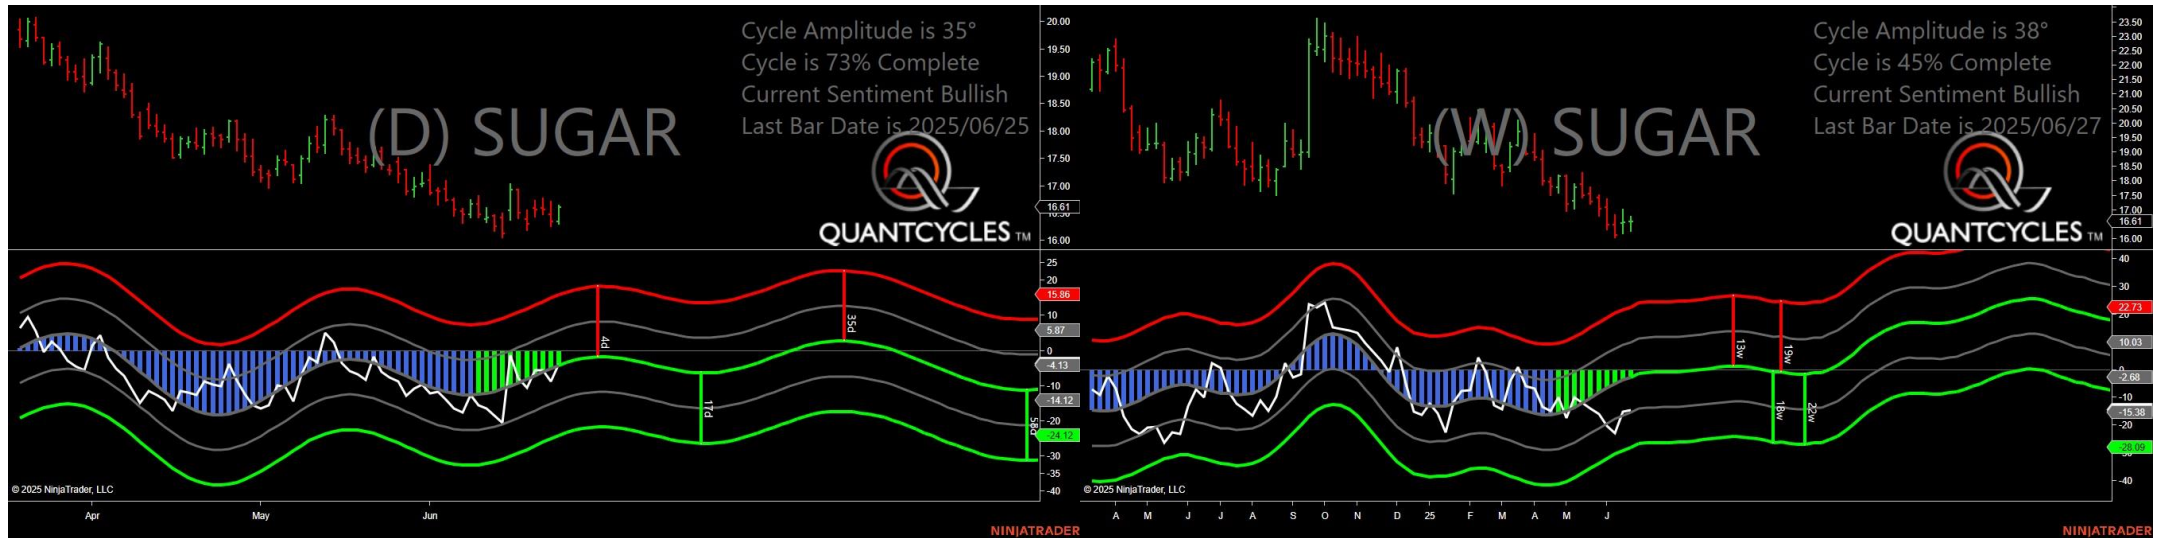 Cycle Amplitude is 35°
Cycle is 73% Complete
Current Sentiment Bullish
Last Bar Date is 2025/06/25
(D) SUGAR
QUANTCYCLES TM
20.00
19.50
19.00
18.50
18.00
17.50
17.00
16.61
16.00
25
20
15.86
10
5.87
0
-4.13
-10
-14.12
-20
-24.12
-30
-35
-40
4d
17d
35d
58d
© 2025 NinjaTrader, LLC
Apr May Jun
NINJATRADER
Cycle Amplitude is 38°
Cycle is 45% Complete
Current Sentiment Bullish
Last Bar Date is 2025/06/27
(W) SUGAR
QUANTCYCLES TM
23.50
23.00
22.50
22.00
21.50
21.00
20.50
20.00
19.50
19.00
18.50
18.00
17.50
17.00
16.61
16.00
40
30
22.73
20
10.03
0
-2.68
-10
-15.38
-20
-28.09
-40
13w
19w
18w
22w
© 2025 NinjaTrader, LLC
A M J J A S O N D 25 F M A M J
NINJATRADER